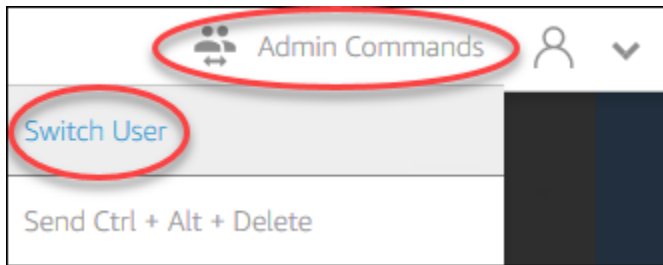 Admin Commands
Switch User
Send Ctrl + Alt + Delete